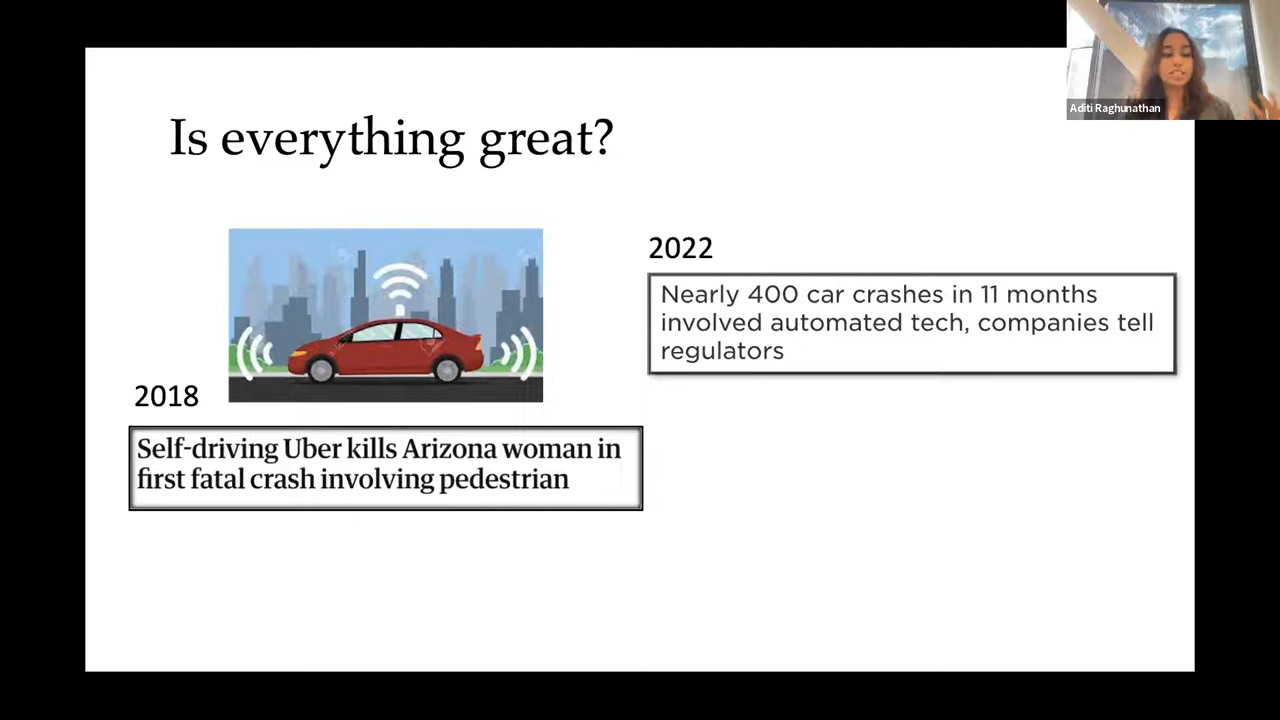 Aditi Raghunathan
Is everything great?
2018
Self-driving Uber kills Arizona woman in
first fatal crash involving pedestrian
2022
Nearly 400 car crashes in 11 months
involved automated tech, companies tell
regulators